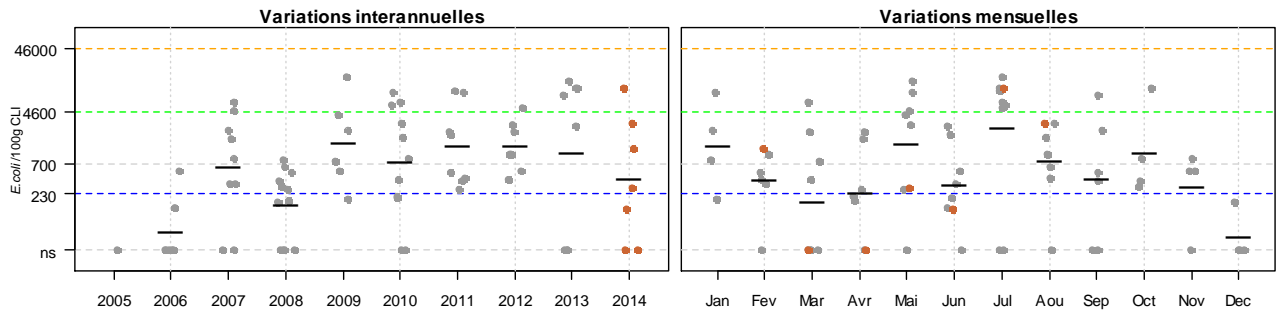 Variations interannuelles
Variations mensuelles
E.coli/100g CLI
46000
4600
700
230
ns
2005 2006 2007 2008 2009 2010 2011 2012 2013 2014
Jan Fev Mar Avr Mai Jun Jul Aou Sep Oct Nov Dec